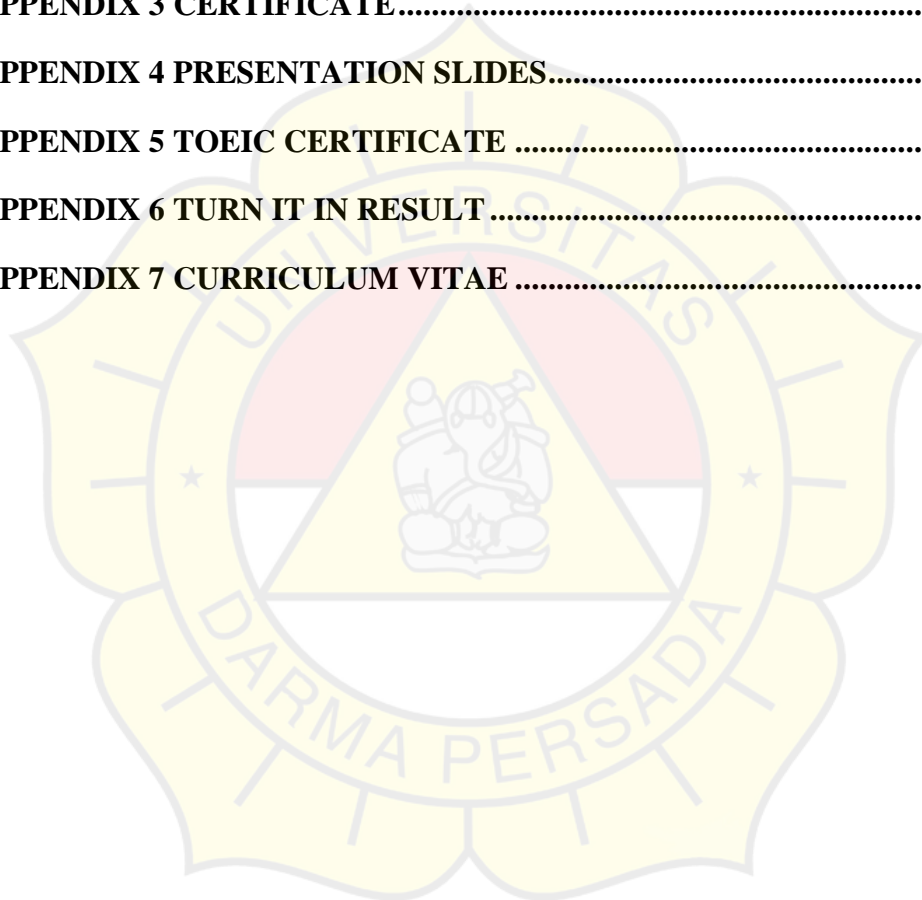 PPENDIX 3 CERTIFICATE................................................................
PPENDIX 4 PRESENTATION SLIDES..............................................
PPENDIX 5 TOEIC CERTIFICATE ..................................................
PPENDIX 6 TURN IT IN RESULT .....................................................
PPENDIX 7 CURRICULUM VITAE ..................................................
UNIVERSITAS
DARMA PERSADA